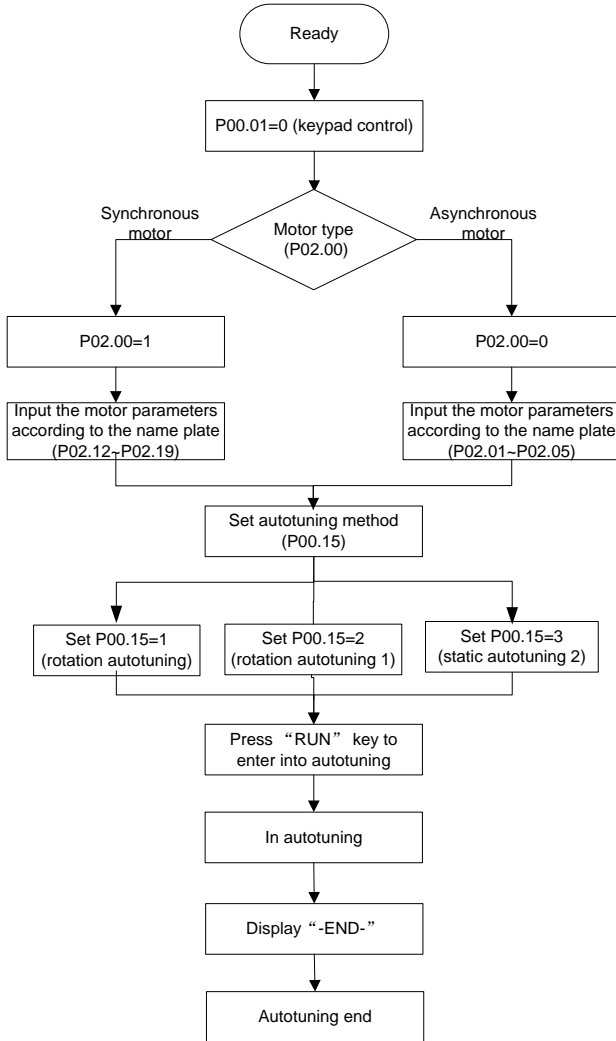 Ready
P00.01=0 (keypad control)
Synchronous
motor
Motor type
(P02.00)
Asynchronous
motor
P02.00=1
P02.00=0
Input the motor parameters
according to the name plate
(P02.12~P02.19)
Input the motor parameters
according to the name plate
(P02.01~P02.05)
Set autotuning method
(P00.15)
Set P00.15=1
(rotation autotuning)
Set P00.15=2
(rotation autotuning 1)
Set P00.15=3
(static autotuning 2)
Press “RUN” key to
enter into autotuning
In autotuning
Display “-END-”
Autotuning end